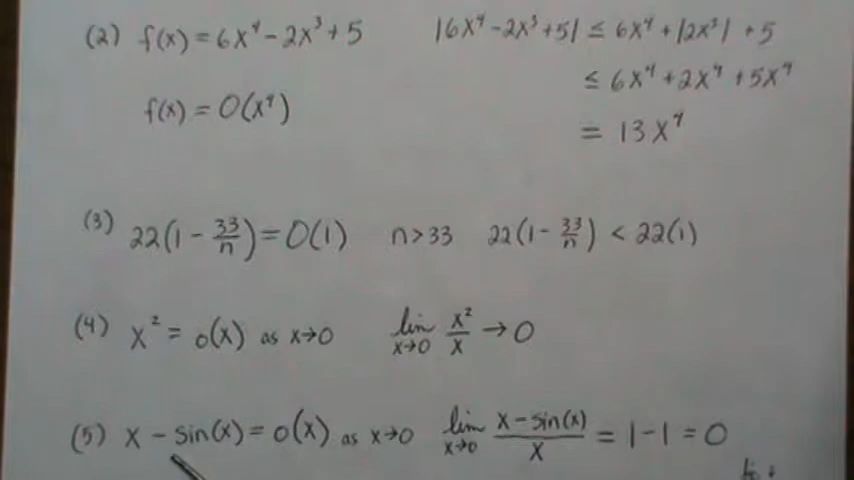 (2) f(x) = 6x⁴ - 2x³ + 5 |6x⁴ - 2x³ + 5| ≤ 6x⁴ + |2x³| + 5
≤ 6x⁴ + 2x⁴ + 5x⁴
f(x) = O(x⁴)
= 13x⁴
(3) 22(1 - 33/n) = O(1) n > 33 22(1 - 33/n) < 22(1)
(4) x² = o(x) as x→0 lim x→0 x²/x → 0
(5) x - sin(x) = o(x) as x→0 lim x→0 (x - sin(x))/x = 1 - 1 = 0